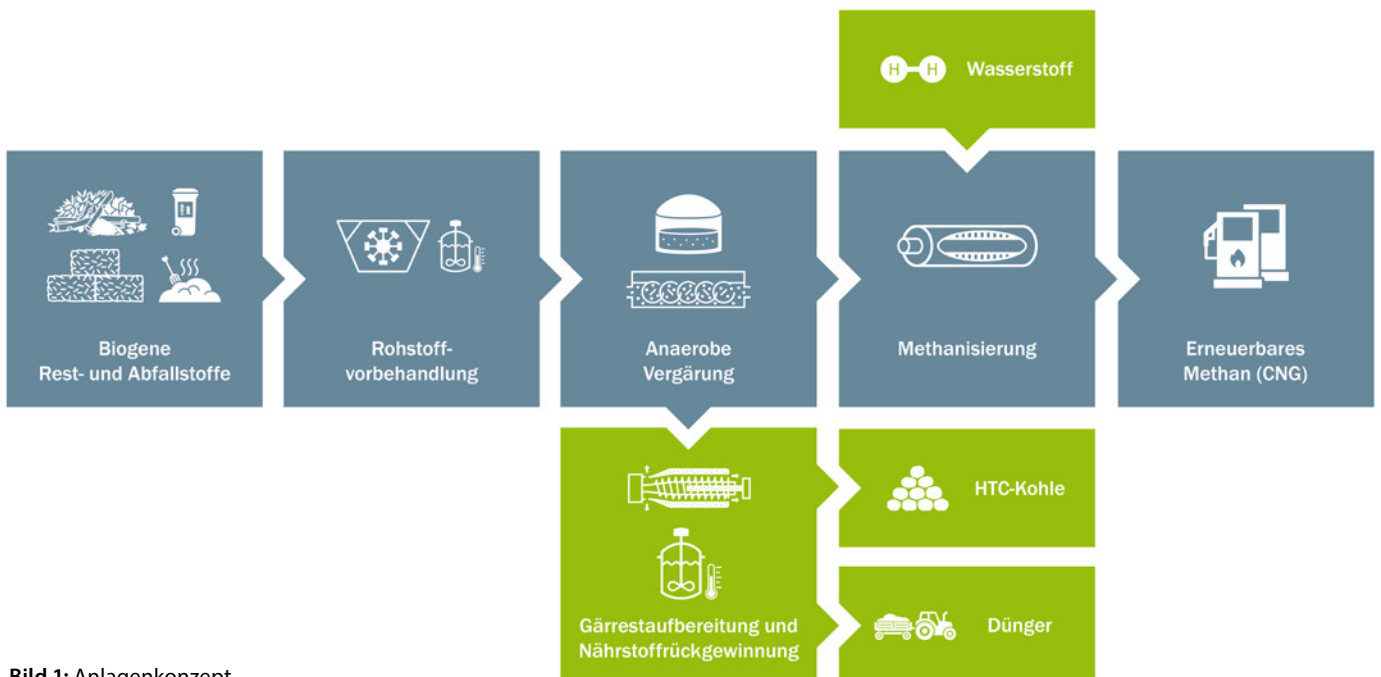 H H Wasserstoff
Biogene
Rest- und Abfallstoffe
Rohstoff-
vorbehandlung
Anaerobe
Vergärung
Methanisierung
Erneuerbares
Methan (CNG)
Gärrestaufbereitung und
Nährstoffrückgewinnung
HTC-Kohle
Dünger
Bild 1: Anlagenkonzept